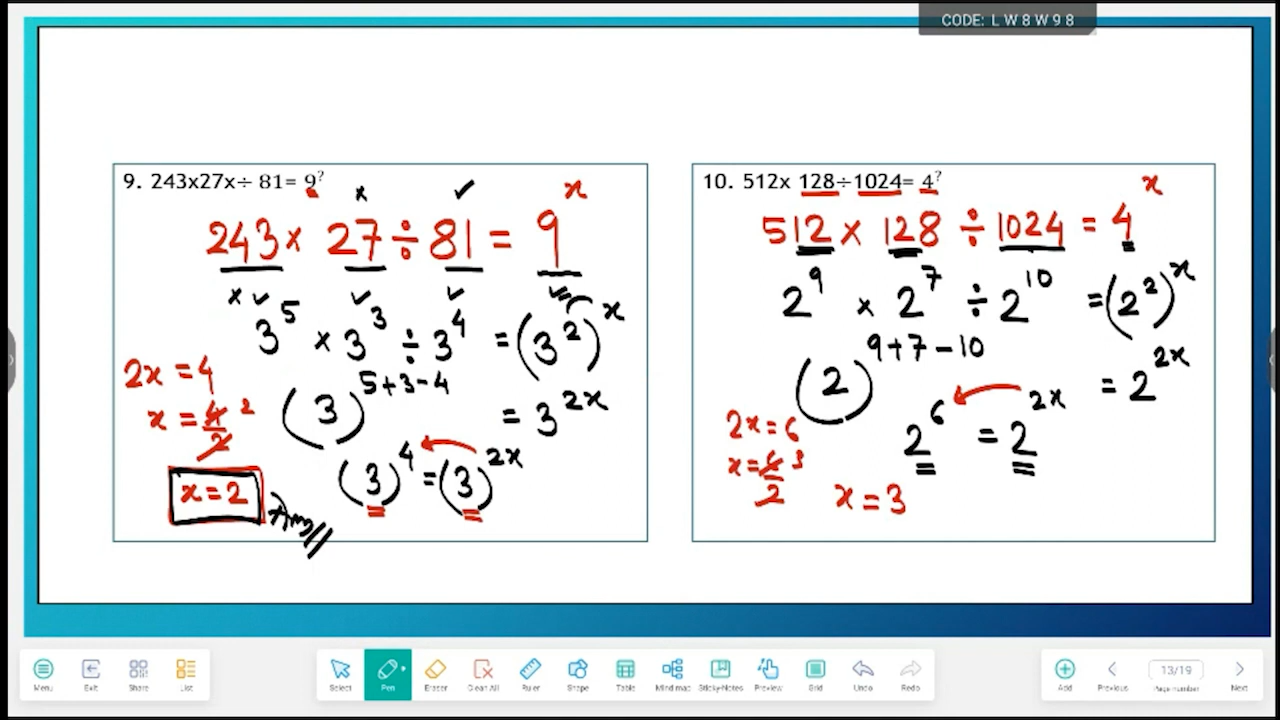 CODE: L W 8 W 9 8
9. 243x27x÷ 81= 9?
x ✓ x
243 x 27 ÷ 81 = 9
x ✓ ✓ ✓ ✓
3^5 x 3^3 ÷ 3^4 = (3^2)^x
(3)^5+3-4 = 3^2x
2x = 4
x = 4/2 2
(3)^4 = (3)^2x
x = 2
Ans
10. 512x 128÷1024= 4?
512 x 128 ÷ 1024 = 4^x
2^9 x 2^7 ÷ 2^10 = (2^2)^x
(2)^9+7-10 = 2^2x
2^6 = 2^2x
2x = 6
x = 6/2 3
x = 3
Menu Exit Share List Select Pen Eraser Clean All Ruler Shape Table Mind map Sticky-Notes Preview Grid Undo Redo Add Previous 13/19 Page number Next